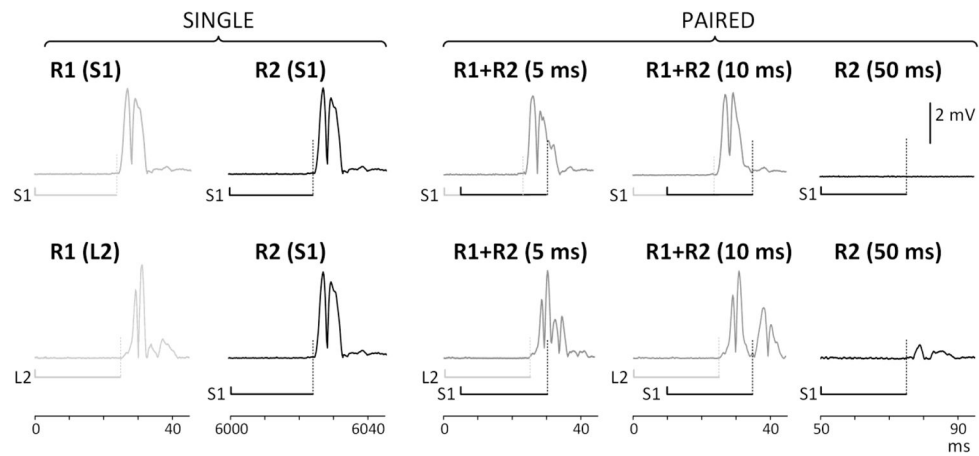 SINGLE PAIRED
R1 (S1) R2 (S1) R1+R2 (5 ms) R1+R2 (10 ms) R2 (50 ms)
2 mV
S1 S1 S1 S1 S1
R1 (L2) R2 (S1) R1+R2 (5 ms) R1+R2 (10 ms) R2 (50 ms)
L2 L2 L2
S1 S1 S1 S1
0 40 6000 6040 0 40 0 40 50 90
ms